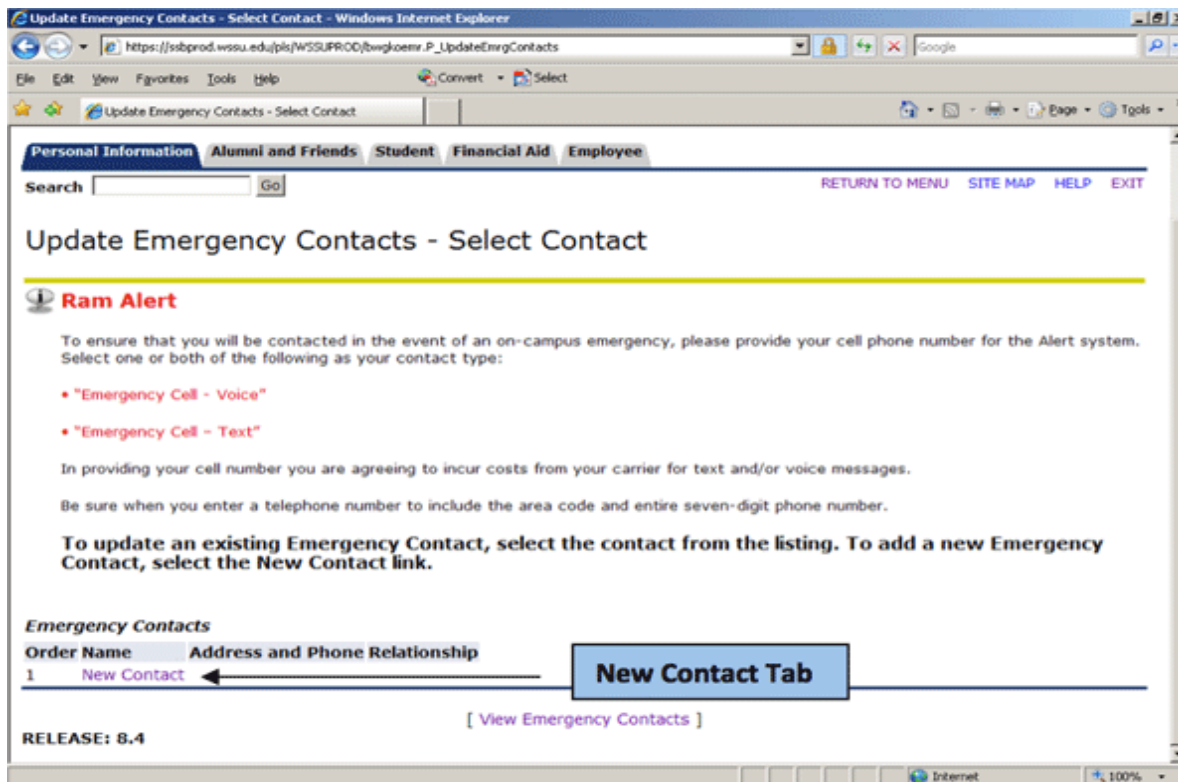 Update Emergency Contacts - Select Contact - Windows Internet Explorer
https://ssbprod.wssu.edu/pls/WSSUPROD/bwgkoemr.P_UpdateEmrgContacts
Google
File Edit View Favorites Tools Help Convert Select
Update Emergency Contacts - Select Contact
Page Tools
Personal Information Alumni and Friends Student Financial Aid Employee
Search Go RETURN TO MENU SITE MAP HELP EXIT
Update Emergency Contacts - Select Contact
Ram Alert
To ensure that you will be contacted in the event of an on-campus emergency, please provide your cell phone number for the Alert system.
Select one or both of the following as your contact type:
• "Emergency Cell - Voice"
• "Emergency Cell – Text"
In providing your cell number you are agreeing to incur costs from your carrier for text and/or voice messages.
Be sure when you enter a telephone number to include the area code and entire seven-digit phone number.
To update an existing Emergency Contact, select the contact from the listing. To add a new Emergency
Contact, select the New Contact link.
Emergency Contacts
Order Name Address and Phone Relationship
1 New Contact
New Contact Tab
[ View Emergency Contacts ]
RELEASE: 8.4
Internet 100%